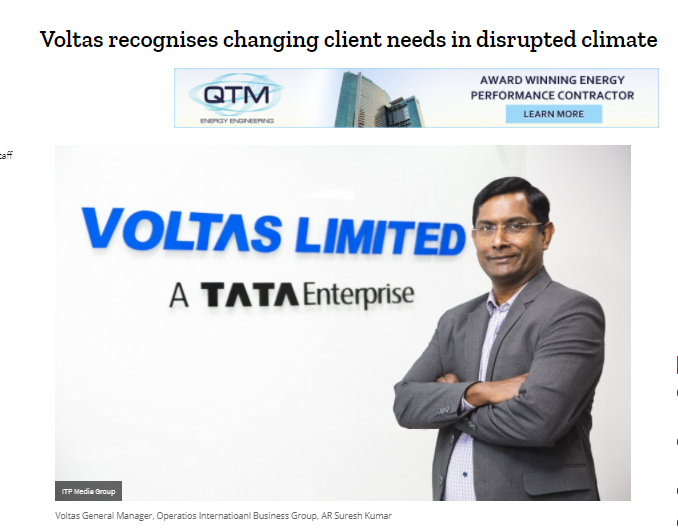 Voltas recognises changing client needs in disrupted climate
QTM
ENERGY ENGINEERING
AWARD WINNING ENERGY
PERFORMANCE CONTRACTOR
LEARN MORE
taff
VOLTAS LIMITED
A TATA Enterprise
ITP Media Group
Voltas General Manager, Operatios Internatioanl Business Group, AR Suresh Kumar